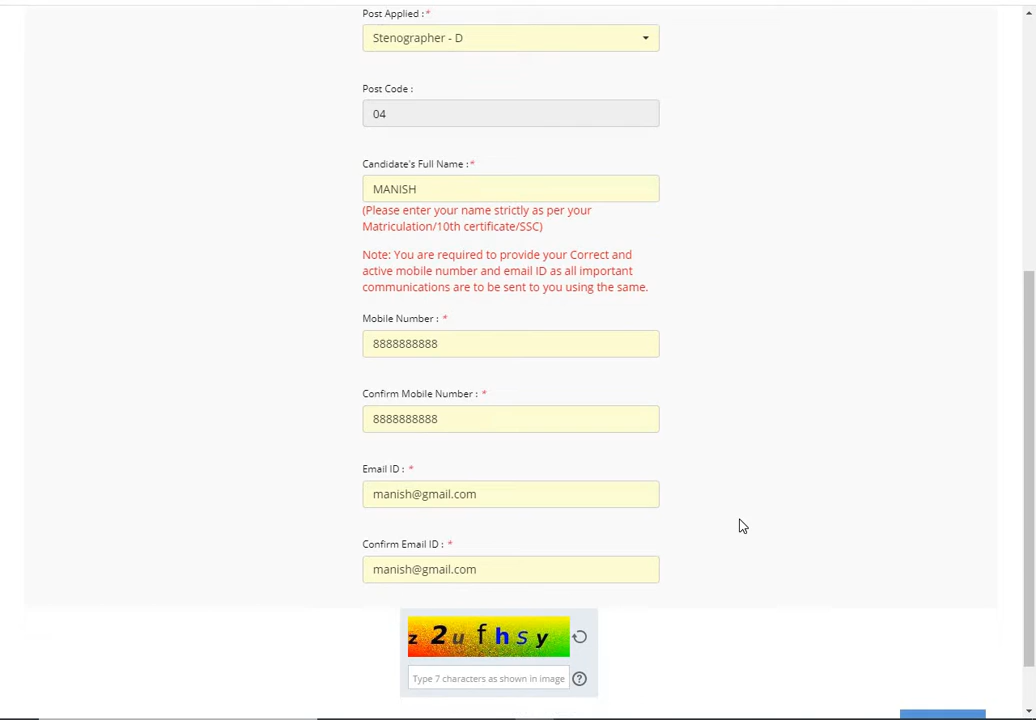 Post Applied :*
Stenographer - D
Post Code :
04
Candidate's Full Name :*
MANISH
(Please enter your name strictly as per your
Matriculation/10th certificate/SSC)
Note: You are required to provide your Correct and
active mobile number and email ID as all important
communications are to be sent to you using the same.
Mobile Number : *
8888888888
Confirm Mobile Number : *
8888888888
Email ID : *
manish@gmail.com
Confirm Email ID : *
manish@gmail.com
z2ufhsy
Type 7 characters as shown in image
?